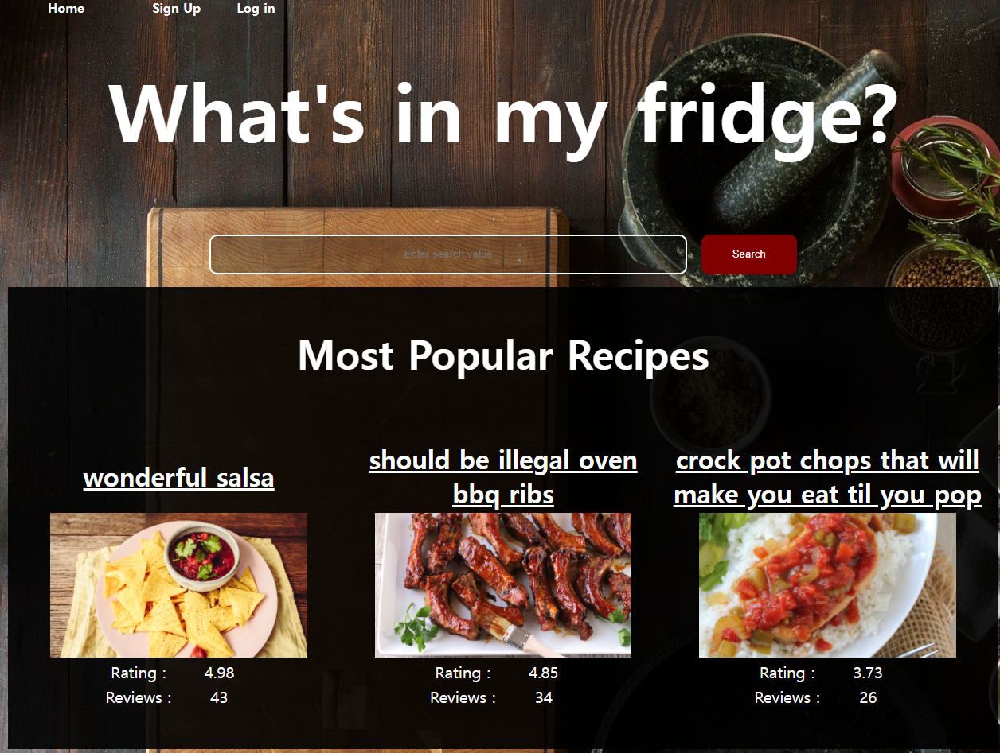 Home Sign Up Log in
What's in my fridge?
Enter search value Search
Most Popular Recipes
wonderful salsa
should be illegal oven
bbq ribs
crock pot chops that will
make you eat til you pop
Rating : 4.98
Reviews : 43
Rating : 4.85
Reviews : 34
Rating : 3.73
Reviews : 26